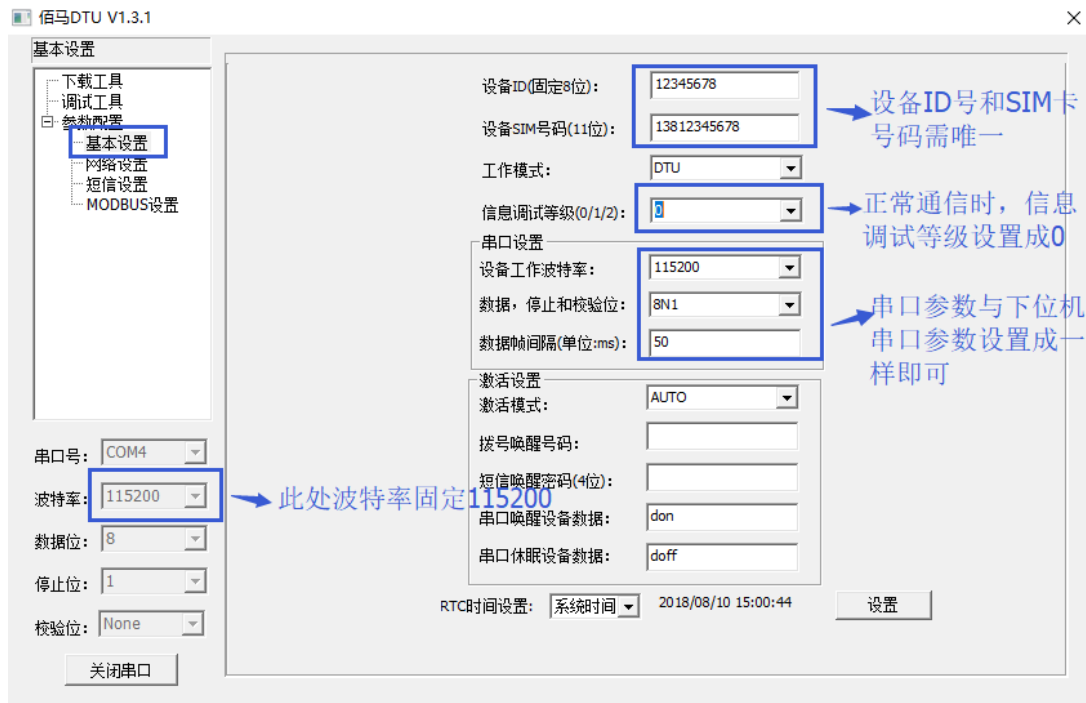 佰马DTU V1.3.1
基本设置
下载工具
调试工具
参数配置
基本设置
网络设置
短信设置
MODBUS设置
串口号: COM4
波特率: 115200
数据位: 8
停止位: 1
校验位: None
关闭串口
此处波特率固定115200
设备ID(固定8位): 12345678
设备SIM号码(11位): 13812345678
设备ID号和SIM卡
号码需唯一
工作模式: DTU
信息调试等级(0/1/2): 0
正常通信时，信息
调试等级设置成0
串口设置
设备工作波特率: 115200
数据，停止和校验位: 8N1
数据帧间隔(单位:ms): 50
串口参数与下位机
串口参数设置成一
样即可
激活设置
激活模式: AUTO
拨号唤醒号码:
短信唤醒密码(4位):
串口唤醒设备数据: don
串口休眠设备数据: doff
RTC时间设置: 系统时间 2018/08/10 15:00:44 设置